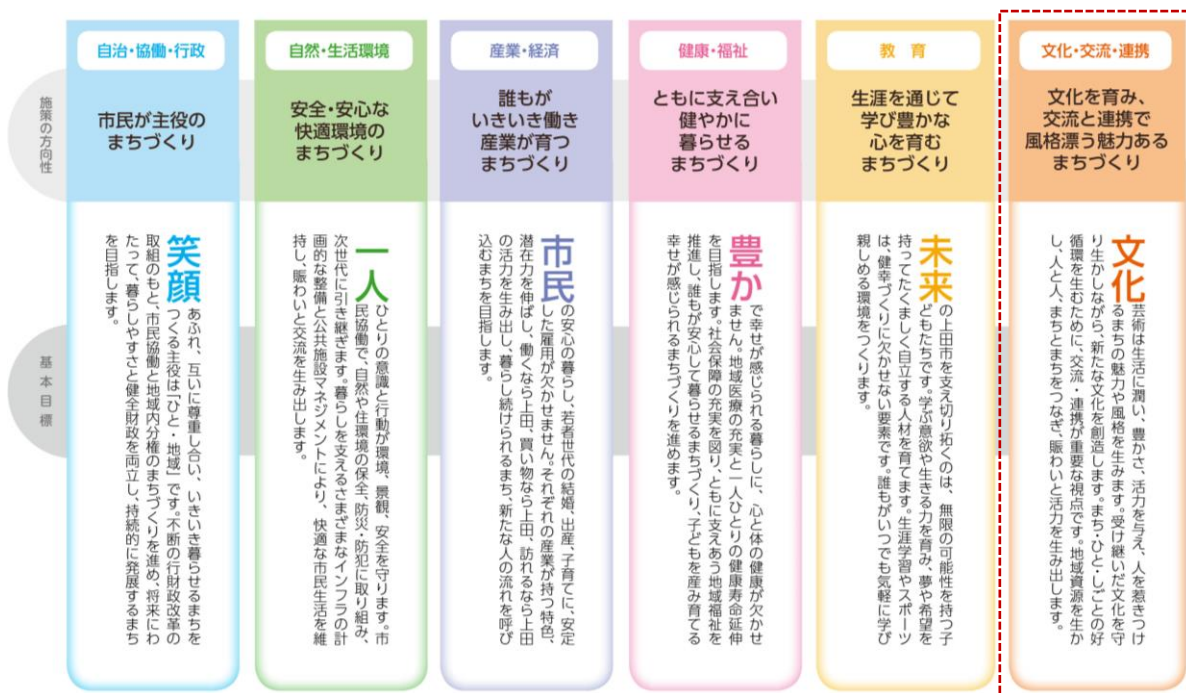 施策の方向性
基本目標
自治・協働・行政
市民が主役の
まちづくり
笑顔あふれ、互いに尊重し合い、いきいき暮らせるまちを
つくる主役は「ひと・地域」です。不断の行財政改革の
取組のもと、市民協働と地域内分権のまちづくりを進め、将来にわ
たって、暮らしやすさと健全財政を両立し、持続的に発展するまち
を目指します。
自然・生活環境
安全・安心な
快適環境の
まちづくり
一人ひとりの意識と行動が環境、景観、安全を守ります。市
民協働で、自然や住環境の保全、防災・防犯に取り組み、
次世代に引き継ぎます。暮らしを支えるさまざまなインフラの計
画的な整備と公共施設マネジメントにより、快適な市民生活を維
持し、賑わいと交流を生み出します。
産業・経済
誰もが
いきいき働き
産業が育つ
まちづくり
市民の安心の暮らし、若者世代の結婚、出産、子育てに、安定
した雇用が欠かせません。それぞれの産業が持つ特色、
潜在力を伸ばし、働くなら上田、買い物なら上田、訪れるなら上田
の活力を生み出し、暮らし続けられるまち、新たな人の流れを呼び
込むまちを目指します。
健康・福祉
ともに支え合い
健やかに
暮らせる
まちづくり
豊かで幸せが感じられる暮らしに、心と体の健康が欠かせ
ません。地域医療の充実と一人ひとりの健康寿命延伸
を目指します。社会保障の充実を図り、ともに支えあう地域福祉を
推進し、誰もが安心して暮らせるまちづくり、子どもを産み育てる
幸せが感じられるまちづくりを進めます。
教 育
生涯を通じて
学び豊かな
心を育む
まちづくり
未来の上田市を支え切り拓くのは、無限の可能性を持つ子
どもたちです。学ぶ意欲や生きる力を育み、夢や希望を
持ってたくましく自立する人材を育てます。生涯学習やスポーツ
は、健幸づくりに欠かせない要素です。誰もがいつでも気軽に学び
親しめる環境をつくります。
文化・交流・連携
文化を育み、
交流と連携で
風格漂う魅力ある
まちづくり
文化芸術は生活に潤い、豊かさ、活力を与え、人を惹きつけ
るまちの魅力や風格を生みます。受け継いだ文化を守
り生かしながら、新たな文化を創造します。まち・ひと・しごとの好
循環を生むために、交流・連携が重要な視点です。地域資源を生か
し、人と人、まちとまちをつなぎ、賑わいと活力を生み出します。